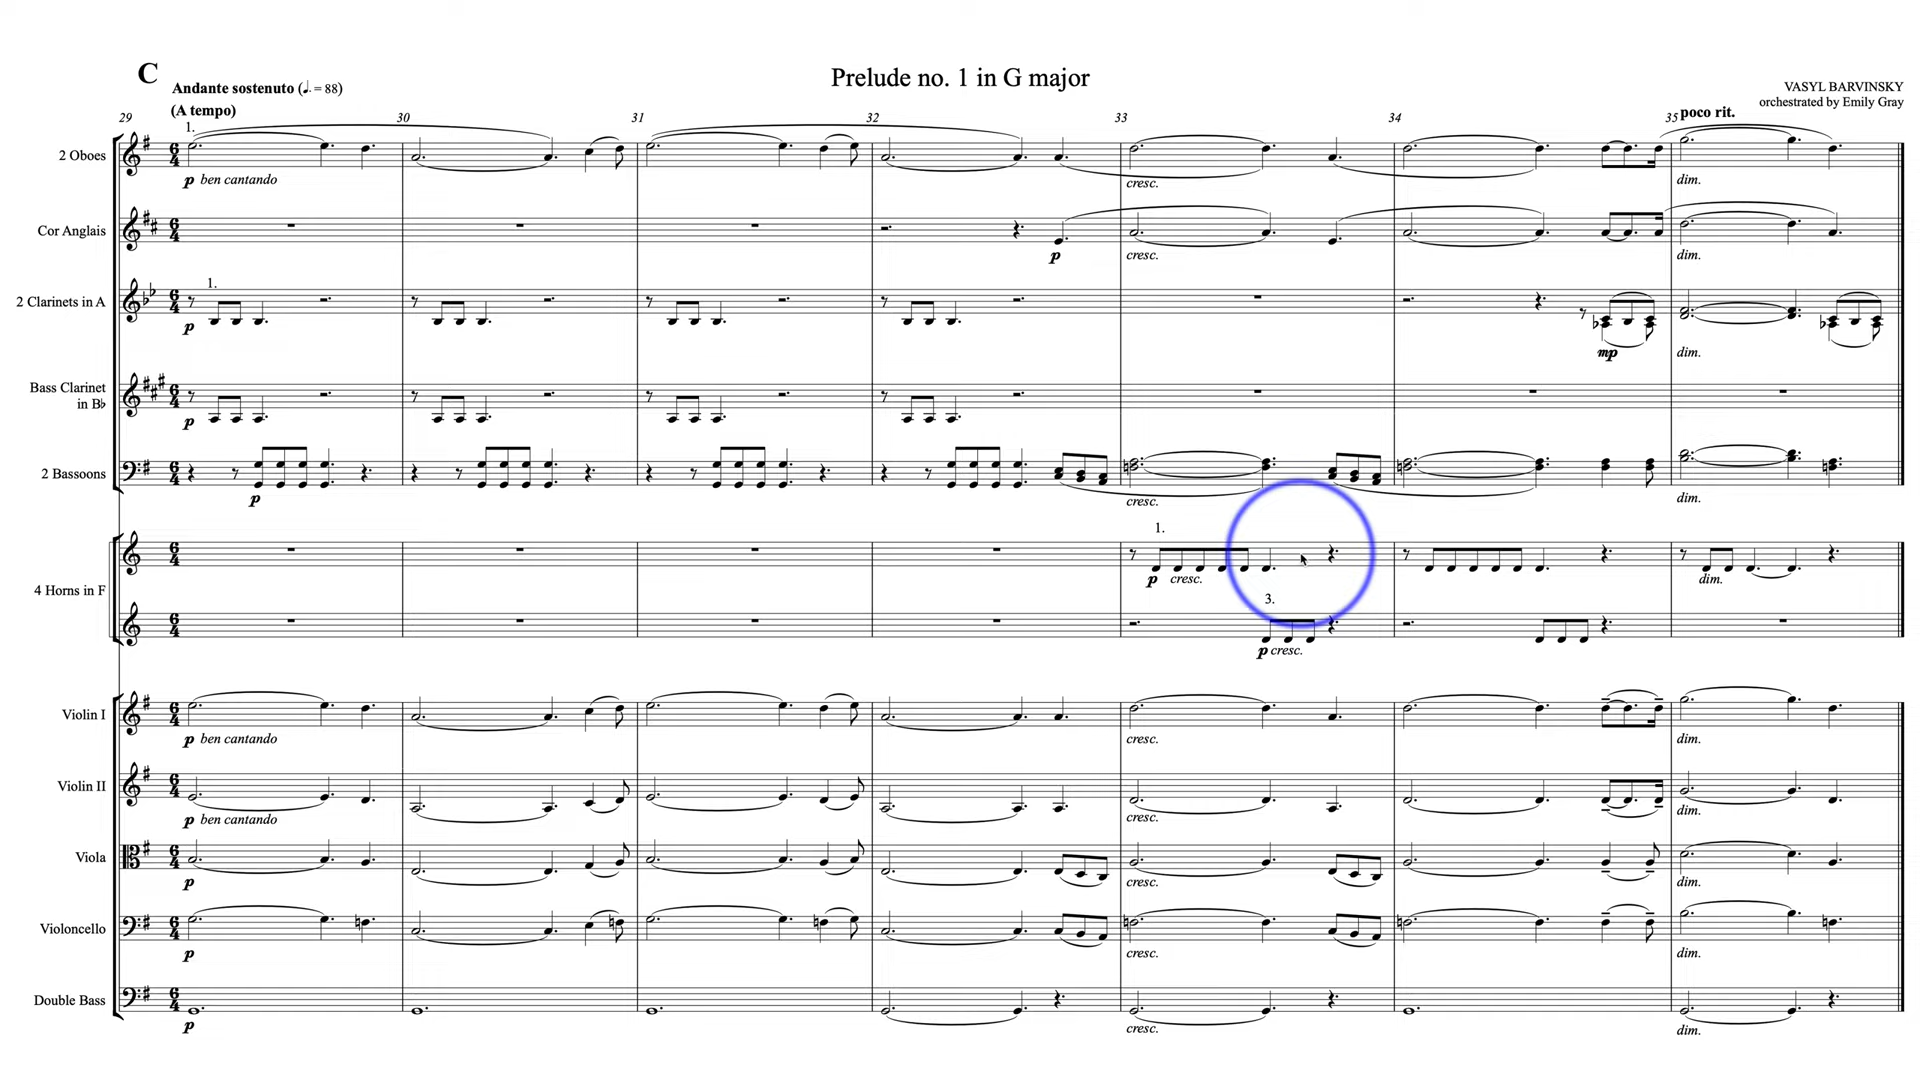 C
Prelude no. 1 in G major
Andante sostenuto (♩. = 88)
(A tempo)
VASYL BARVINSKY
orchestrated by Emily Gray
29
30
31
32
33
34
35
poco rit.
1.
2 Oboes
p ben cantando
cresc.
dim.
Cor Anglais
p
cresc.
dim.
1.
2 Clarinets in A
p
mp
dim.
Bass Clarinet
in B♭
p
2 Bassoons
p
cresc.
dim.
1.
4 Horns in F
p cresc.
dim.
3.
p cresc.
Violin I
p ben cantando
cresc.
dim.
Violin II
p ben cantando
cresc.
dim.
Viola
p
cresc.
dim.
Violoncello
p
cresc.
dim.
Double Bass
p
cresc.
dim.